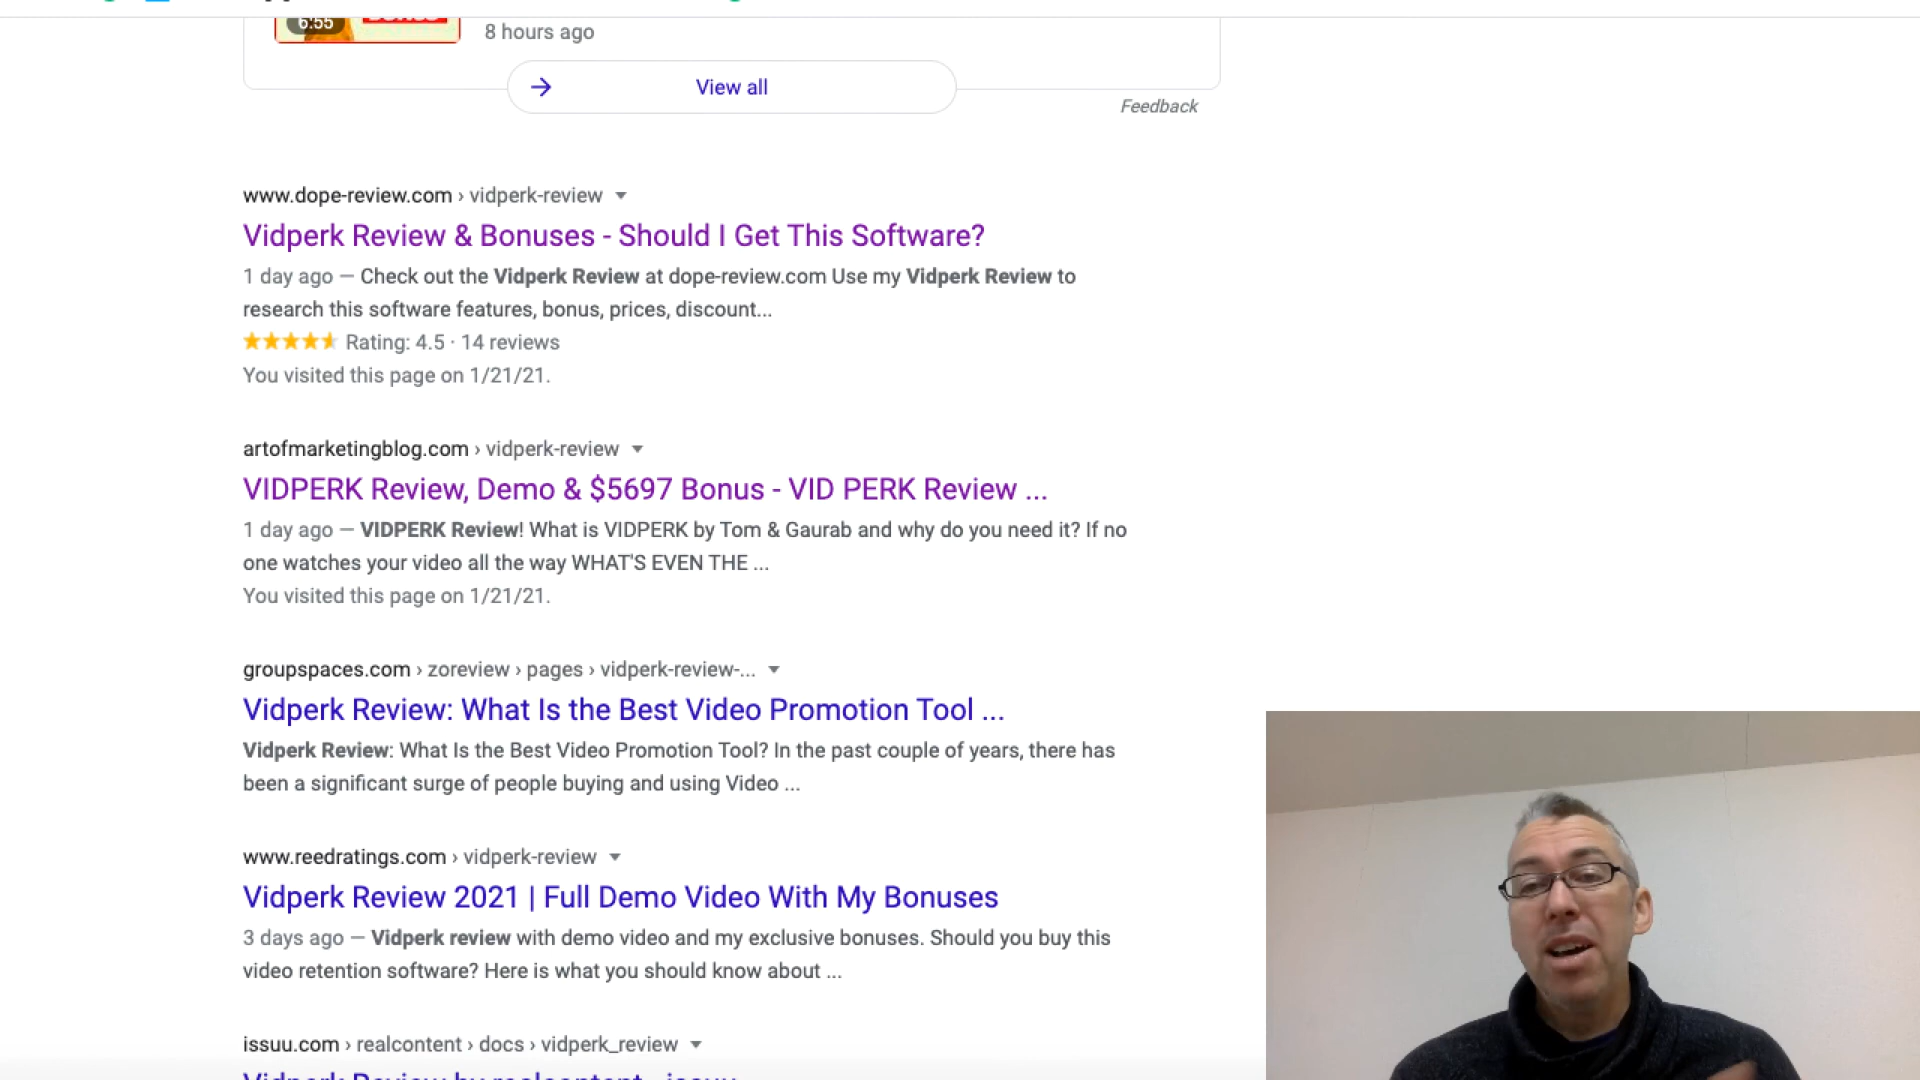 6:55
8 hours ago
View all
Feedback
www.dope-review.com › vidperk-review
Vidperk Review & Bonuses - Should I Get This Software?
1 day ago — Check out the Vidperk Review at dope-review.com Use my Vidperk Review to
research this software features, bonus, prices, discount...
Rating: 4.5 · 14 reviews
You visited this page on 1/21/21.
artofmarketingblog.com › vidperk-review
VIDPERK Review, Demo & $5697 Bonus - VID PERK Review ...
1 day ago — VIDPERK Review! What is VIDPERK by Tom & Gaurab and why do you need it? If no
one watches your video all the way WHAT'S EVEN THE ...
You visited this page on 1/21/21.
groupspaces.com › zoreview › pages › vidperk-review-...
Vidperk Review: What Is the Best Video Promotion Tool ...
Vidperk Review: What Is the Best Video Promotion Tool? In the past couple of years, there has
been a significant surge of people buying and using Video ...
www.reedratings.com › vidperk-review
Vidperk Review 2021 | Full Demo Video With My Bonuses
3 days ago — Vidperk review with demo video and my exclusive bonuses. Should you buy this
video retention software? Here is what you should know about ...
issuu.com › realcontent › docs › vidperk_review
Vidperk Review by realcontent - issuu